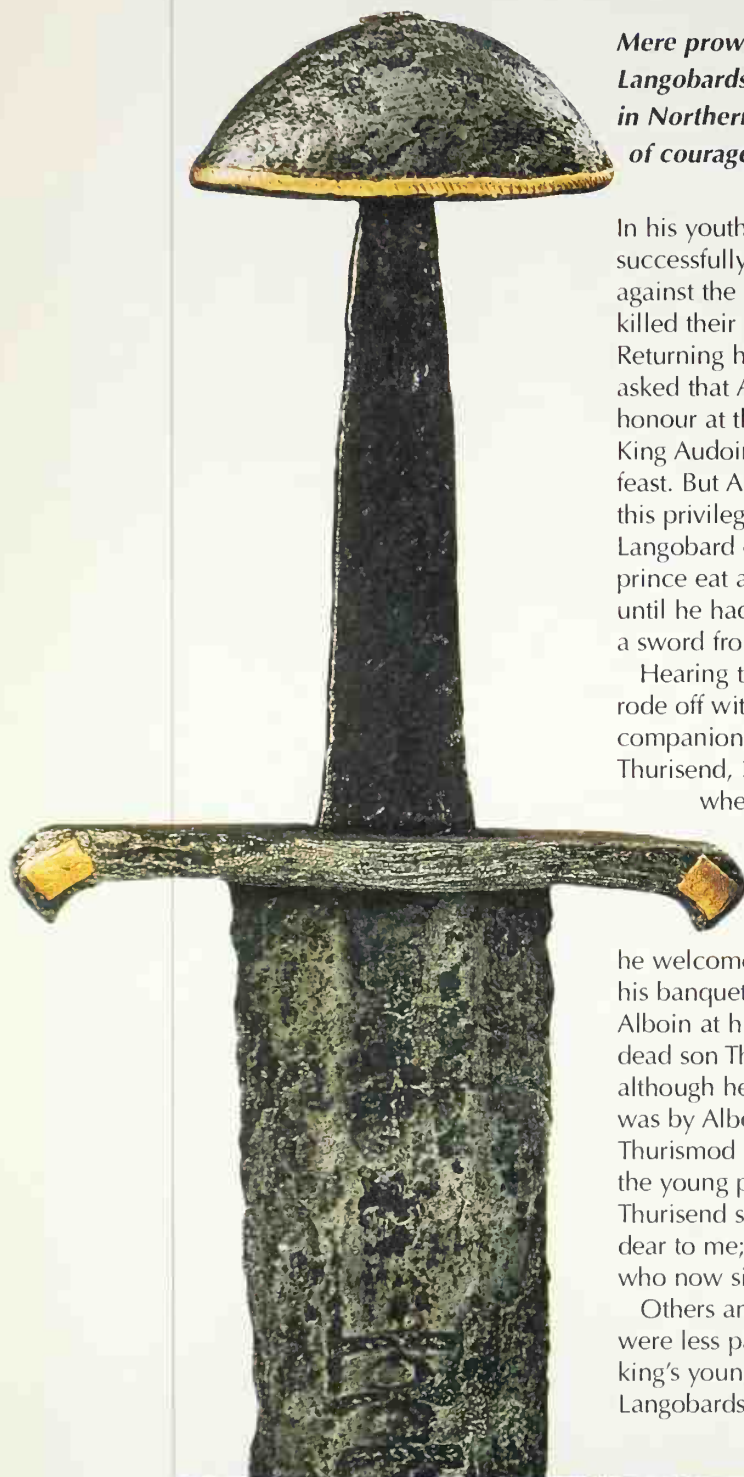 Mere prow
Langobards
in Northern
of courage
In his youth
successfully
against the
killed their
Returning h
asked that A
honour at th
King Audoin
feast. But A
this privileg
Langobard
prince eat a
until he had
a sword fro
Hearing t
rode off wit
companion
Thurisend,
whe
he welcome
his banquet
Alboin at h
dead son Th
although he
was by Albo
Thurismod
the young p
Thurisend s
dear to me;
who now si
Others an
were less pa
king's youn
Langobards